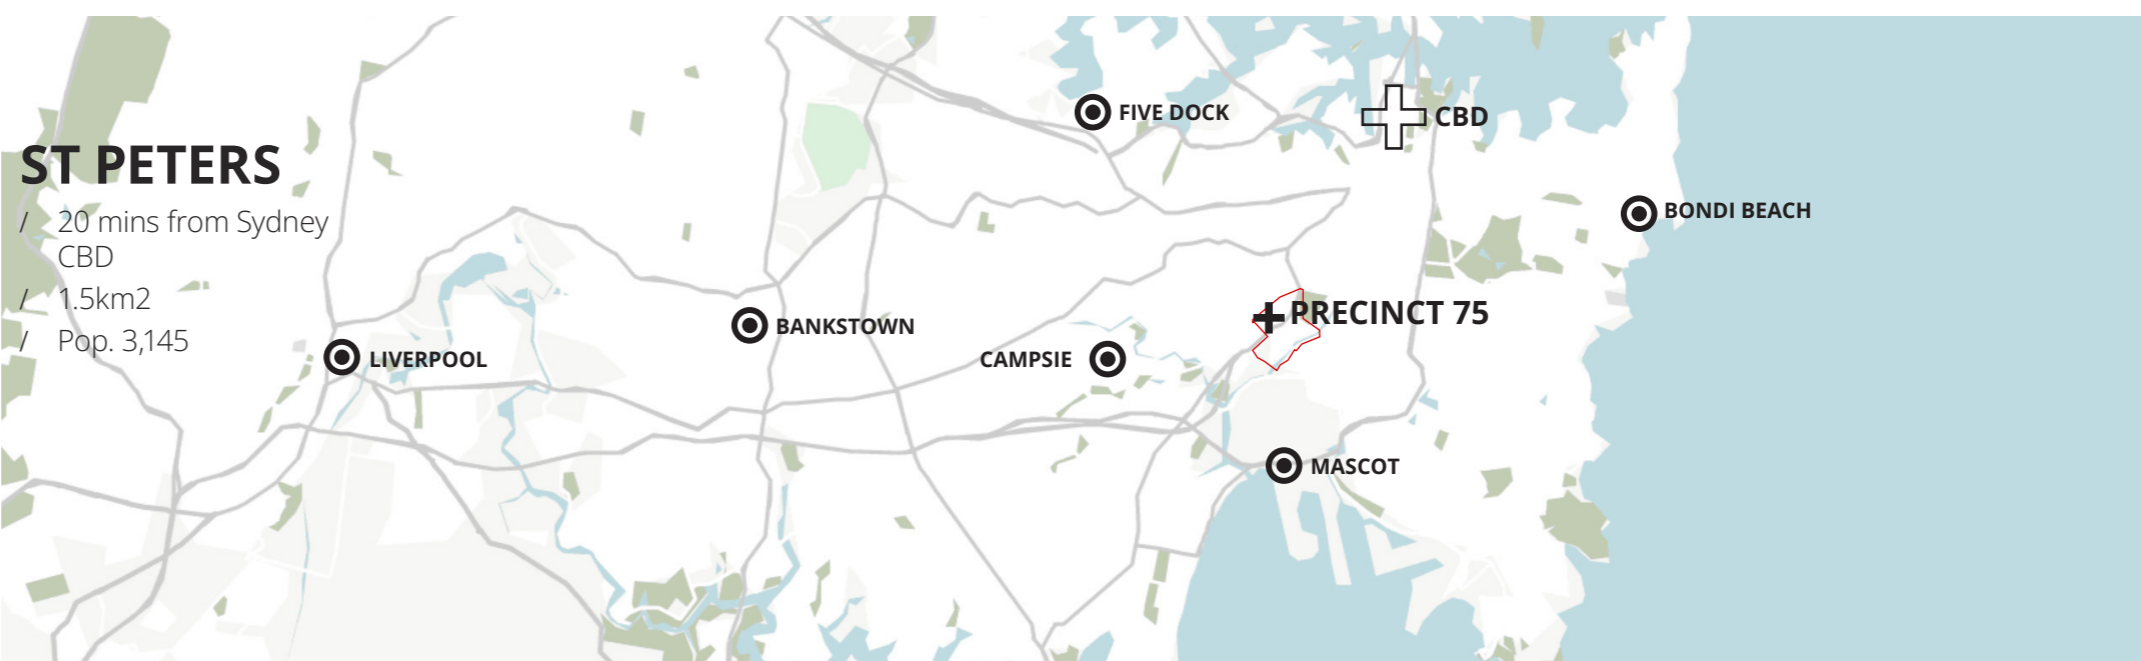 ST PETERS
/ 20 mins from Sydney
CBD
/ 1.5km2
/ Pop. 3,145
FIVE DOCK
CBD
BONDI BEACH
PRECINCT 75
BANKSTOWN
LIVERPOOL
CAMPSIE
MASCOT